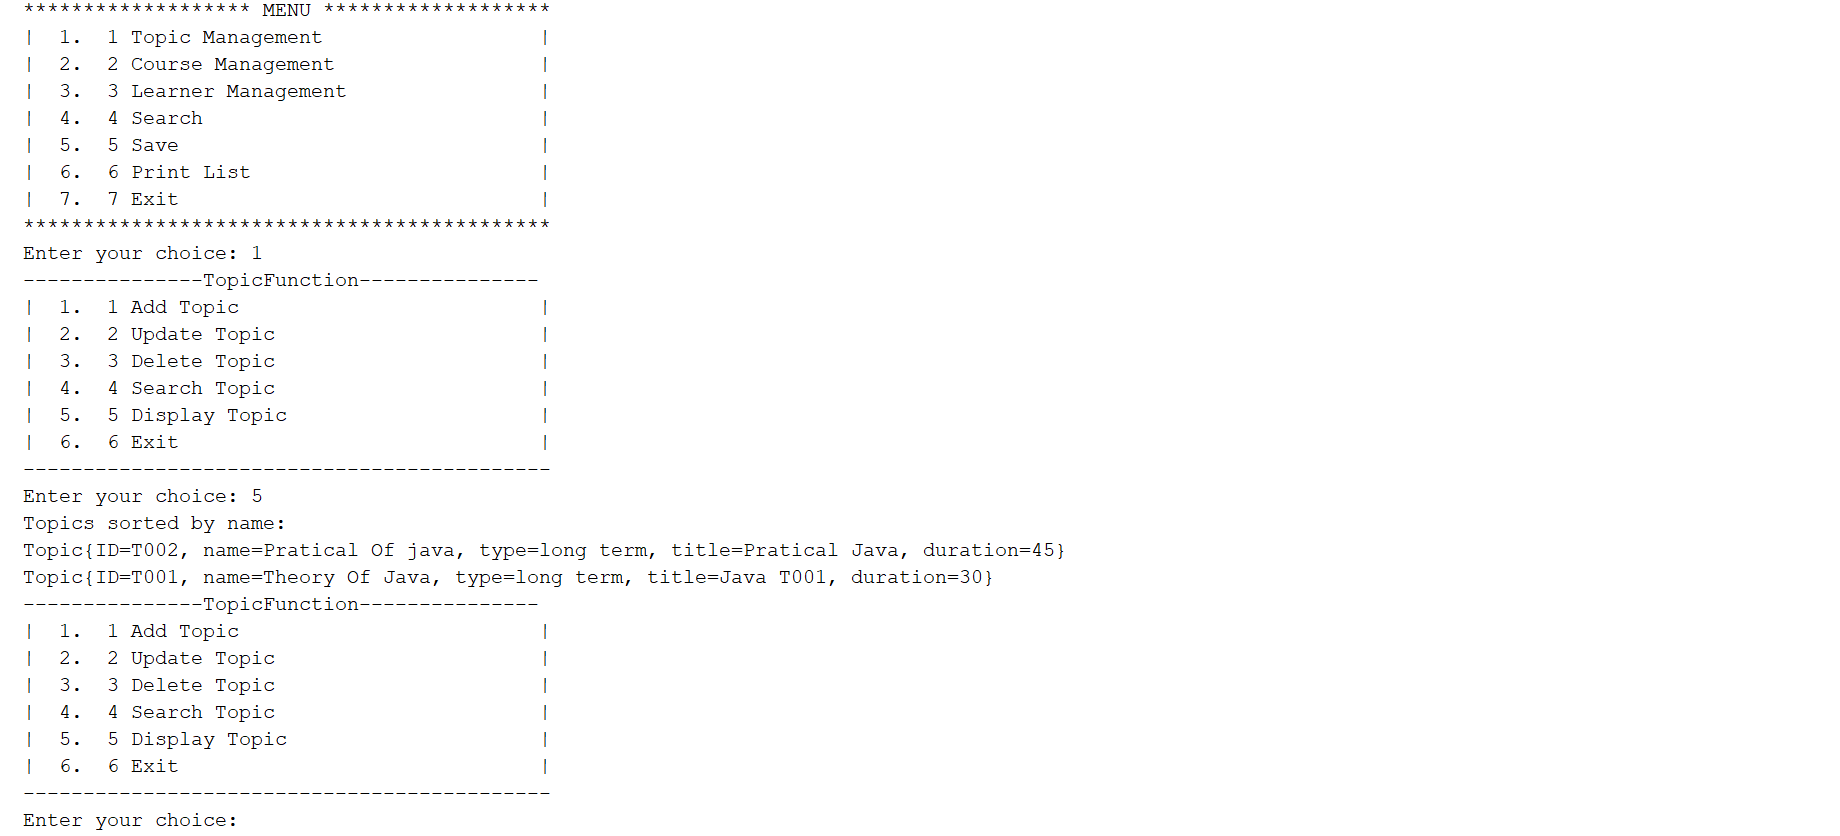 ******************* MENU *******************
|  1.  1 Topic Management                  |
|  2.  2 Course Management                 |
|  3.  3 Learner Management                |
|  4.  4 Search                            |
|  5.  5 Save                              |
|  6.  6 Print List                        |
|  7.  7 Exit                              |
********************************************
Enter your choice: 1
---------------TopicFunction---------------
|  1.  1 Add Topic                         |
|  2.  2 Update Topic                      |
|  3.  3 Delete Topic                      |
|  4.  4 Search Topic                      |
|  5.  5 Display Topic                     |
|  6.  6 Exit                              |
--------------------------------------------
Enter your choice: 5
Topics sorted by name:
Topic{ID=T002, name=Pratical Of java, type=long term, title=Pratical Java, duration=45}
Topic{ID=T001, name=Theory Of Java, type=long term, title=Java T001, duration=30}
---------------TopicFunction---------------
|  1.  1 Add Topic                         |
|  2.  2 Update Topic                      |
|  3.  3 Delete Topic                      |
|  4.  4 Search Topic                      |
|  5.  5 Display Topic                     |
|  6.  6 Exit                              |
--------------------------------------------
Enter your choice: